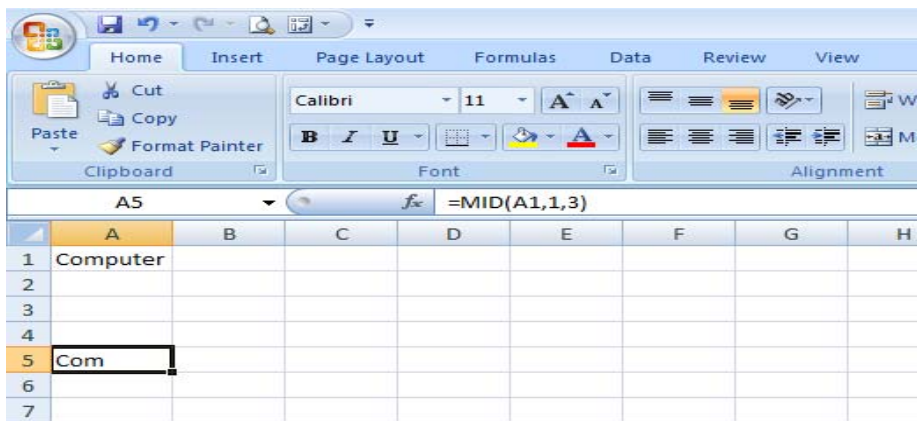 Home Insert Page Layout Formulas Data Review View
Cut
Calibri 11 A A W
Copy
Paste
Format Painter B I U A M
Clipboard Font Alignment
A5 fx =MID(A1,1,3)
A B C D E F G H
1 Computer
2
3
4
5 Com
6
7